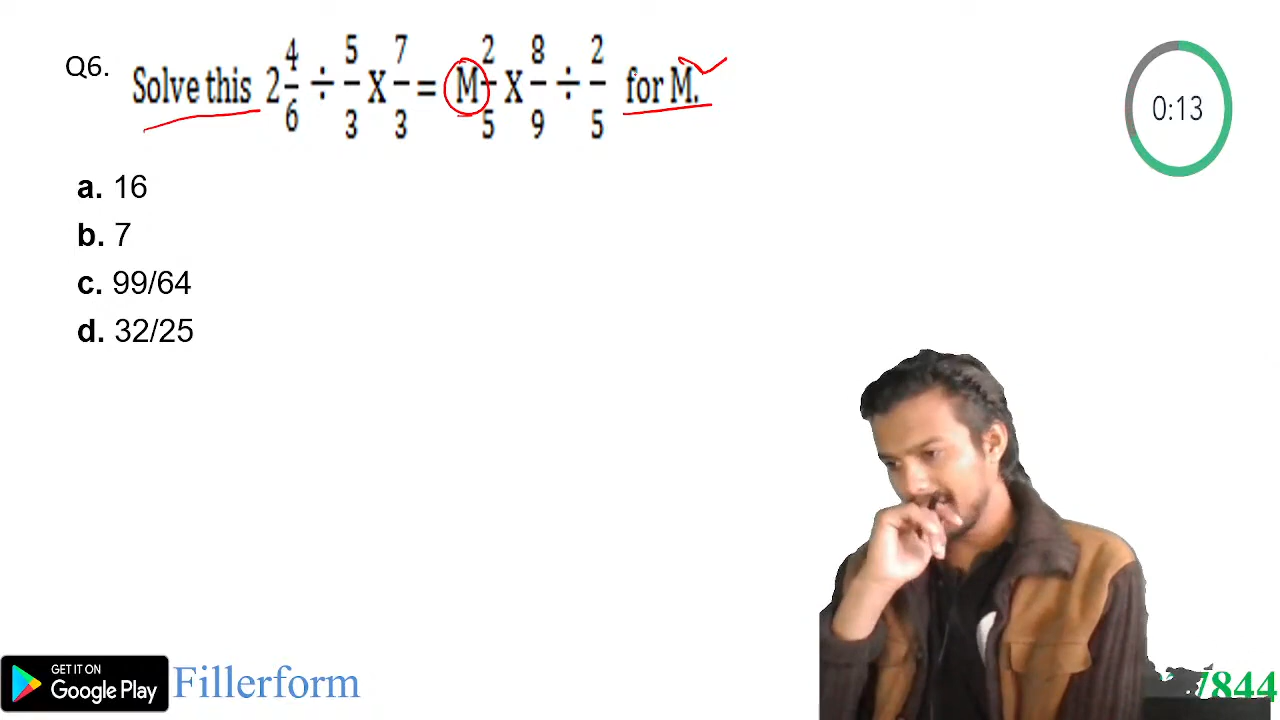 Q6. Solve this 2 4/6 ÷ 5/3 X 7/3 = M 2/5 X 8/9 ÷ 2/5 for M.
0:13
a. 16
b. 7
c. 99/64
d. 32/25
GET IT ON
Google Play
Fillerform
/844